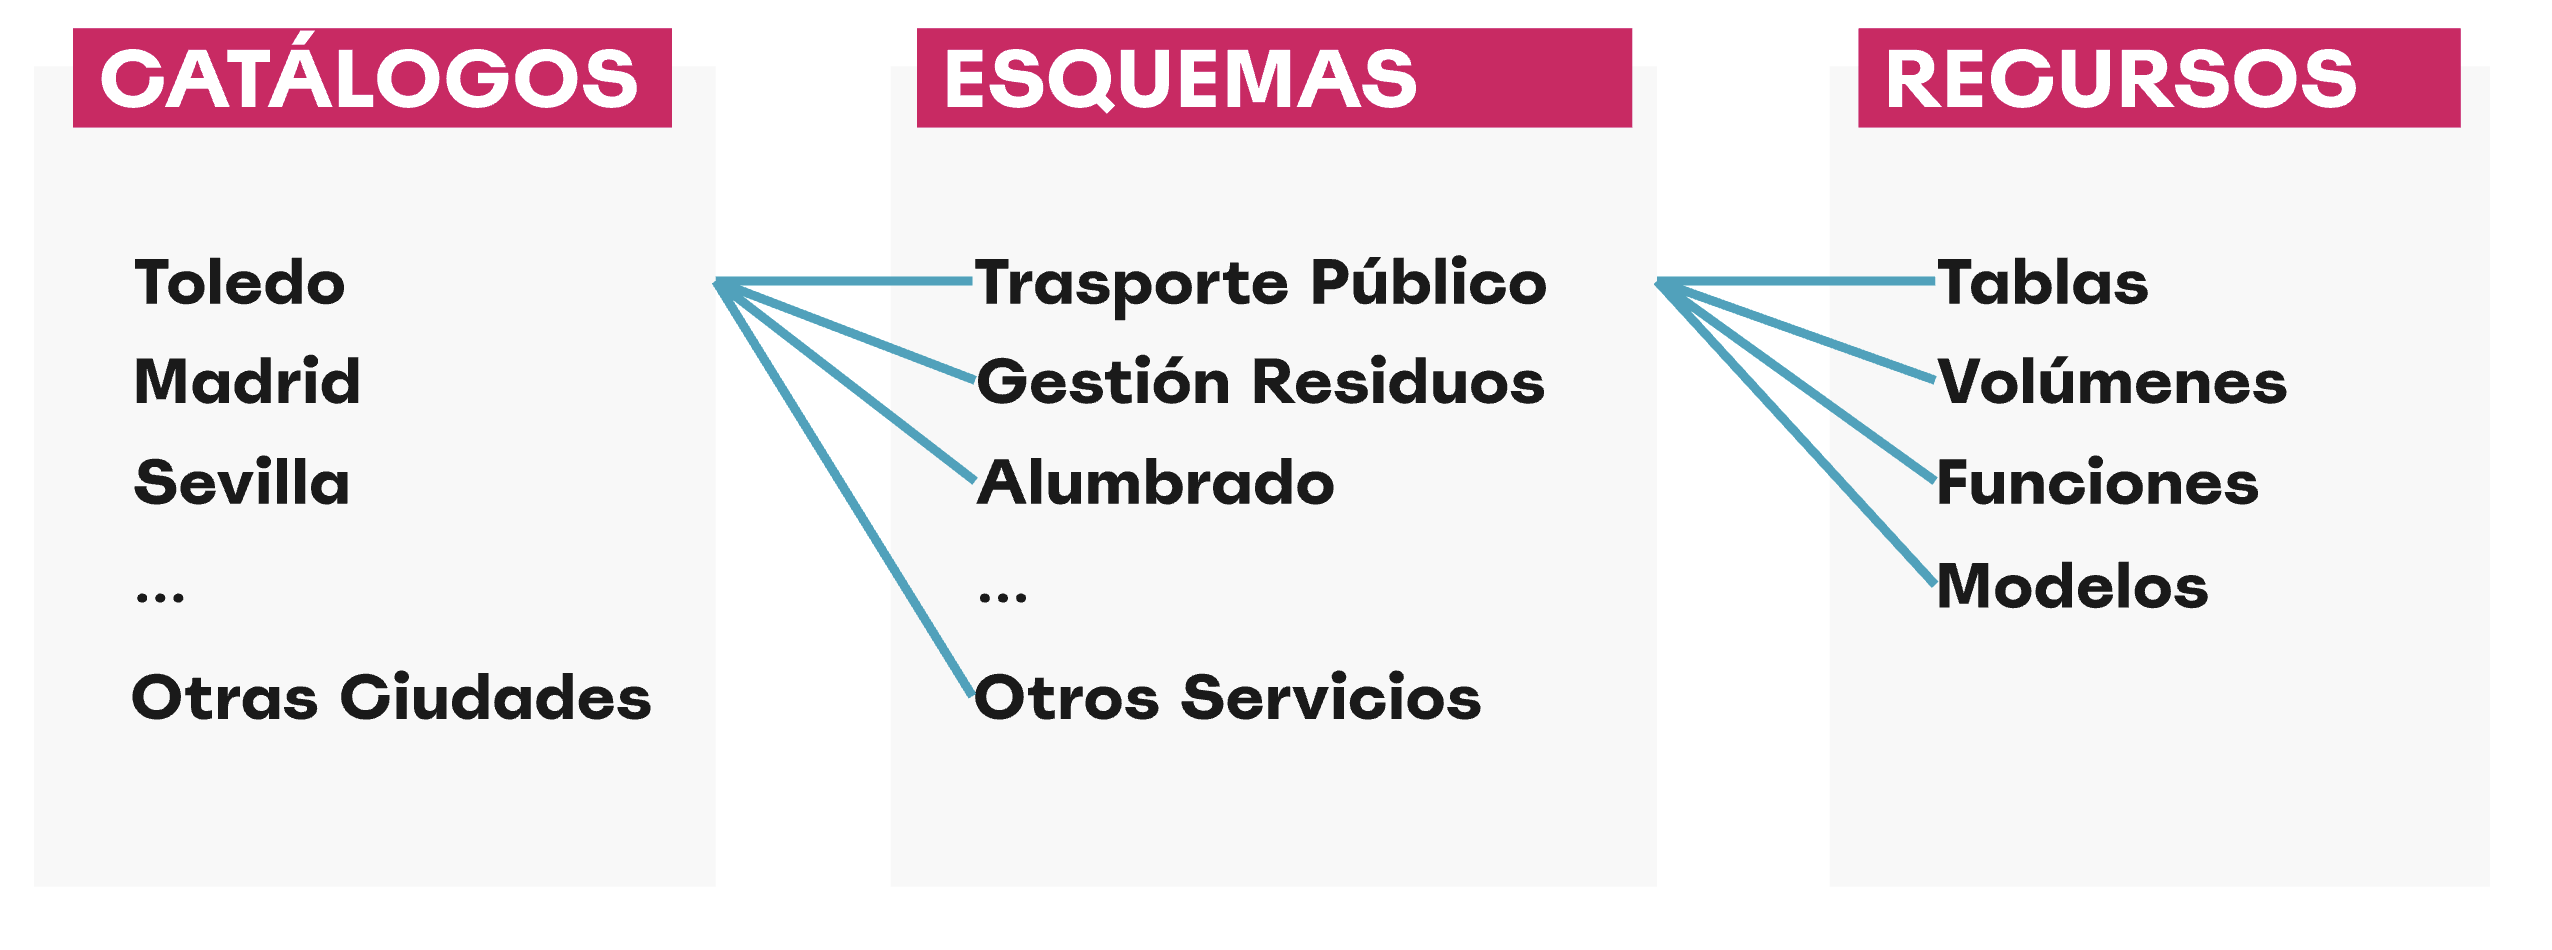 CATÁLOGOS
Toledo
Madrid
Sevilla
...
Otras Ciudades
ESQUEMAS
Trasporte Público
Gestión Residuos
Alumbrado
...
Otros Servicios
RECURSOS
Tablas
Volúmenes
Funciones
Modelos